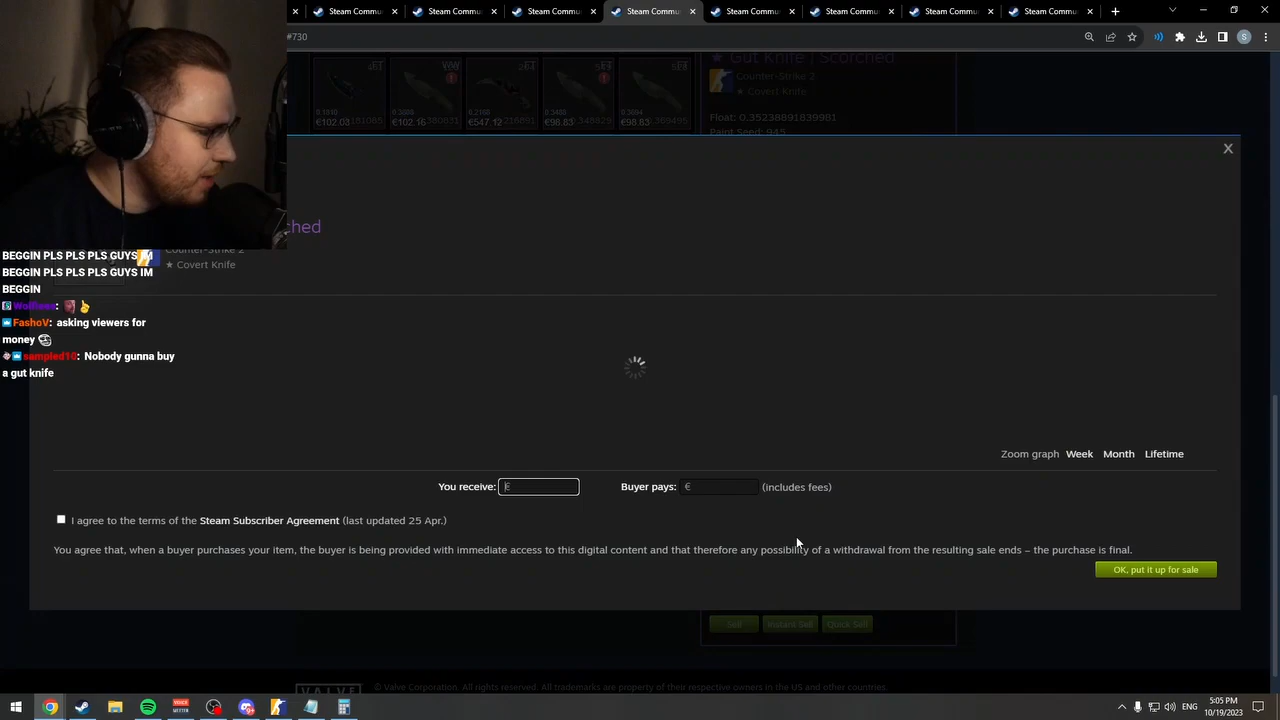 Steam Commu
Steam Commu
Steam Commu
Steam Commu
Steam Commu
Steam Commu
Steam Commu
Steam Commu
#730
€102.03
€102.16
€547.12
€98.83
€98.83
★ Gut Knife | Scorched
Counter-Strike 2
★ Covert Knife
Float: 0.35238891839981
Paint Seed: 945
X
ched
Counter-Strike 2
★ Covert Knife
BEGGIN PLS PLS PLS GUYS IM
BEGGIN PLS PLS PLS GUYS IM
BEGGIN
FashoV: asking viewers for
money
sampled10: Nobody gunna buy
a gut knife
Zoom graph Week Month Lifetime
You receive: € Buyer pays: € (includes fees)
I agree to the terms of the Steam Subscriber Agreement (last updated 25 Apr.)
You agree that, when a buyer purchases your item, the buyer is being provided with immediate access to this digital content and that therefore any possibility of a withdrawal from the resulting sale ends – the purchase is final.
OK, put it up for sale
Sell Instant Sell Quick Sell
VALVE © Valve Corporation. All rights reserved. All trademarks are property of their respective owners in the US and other countries.
ENG
5:05 PM
10/19/2023